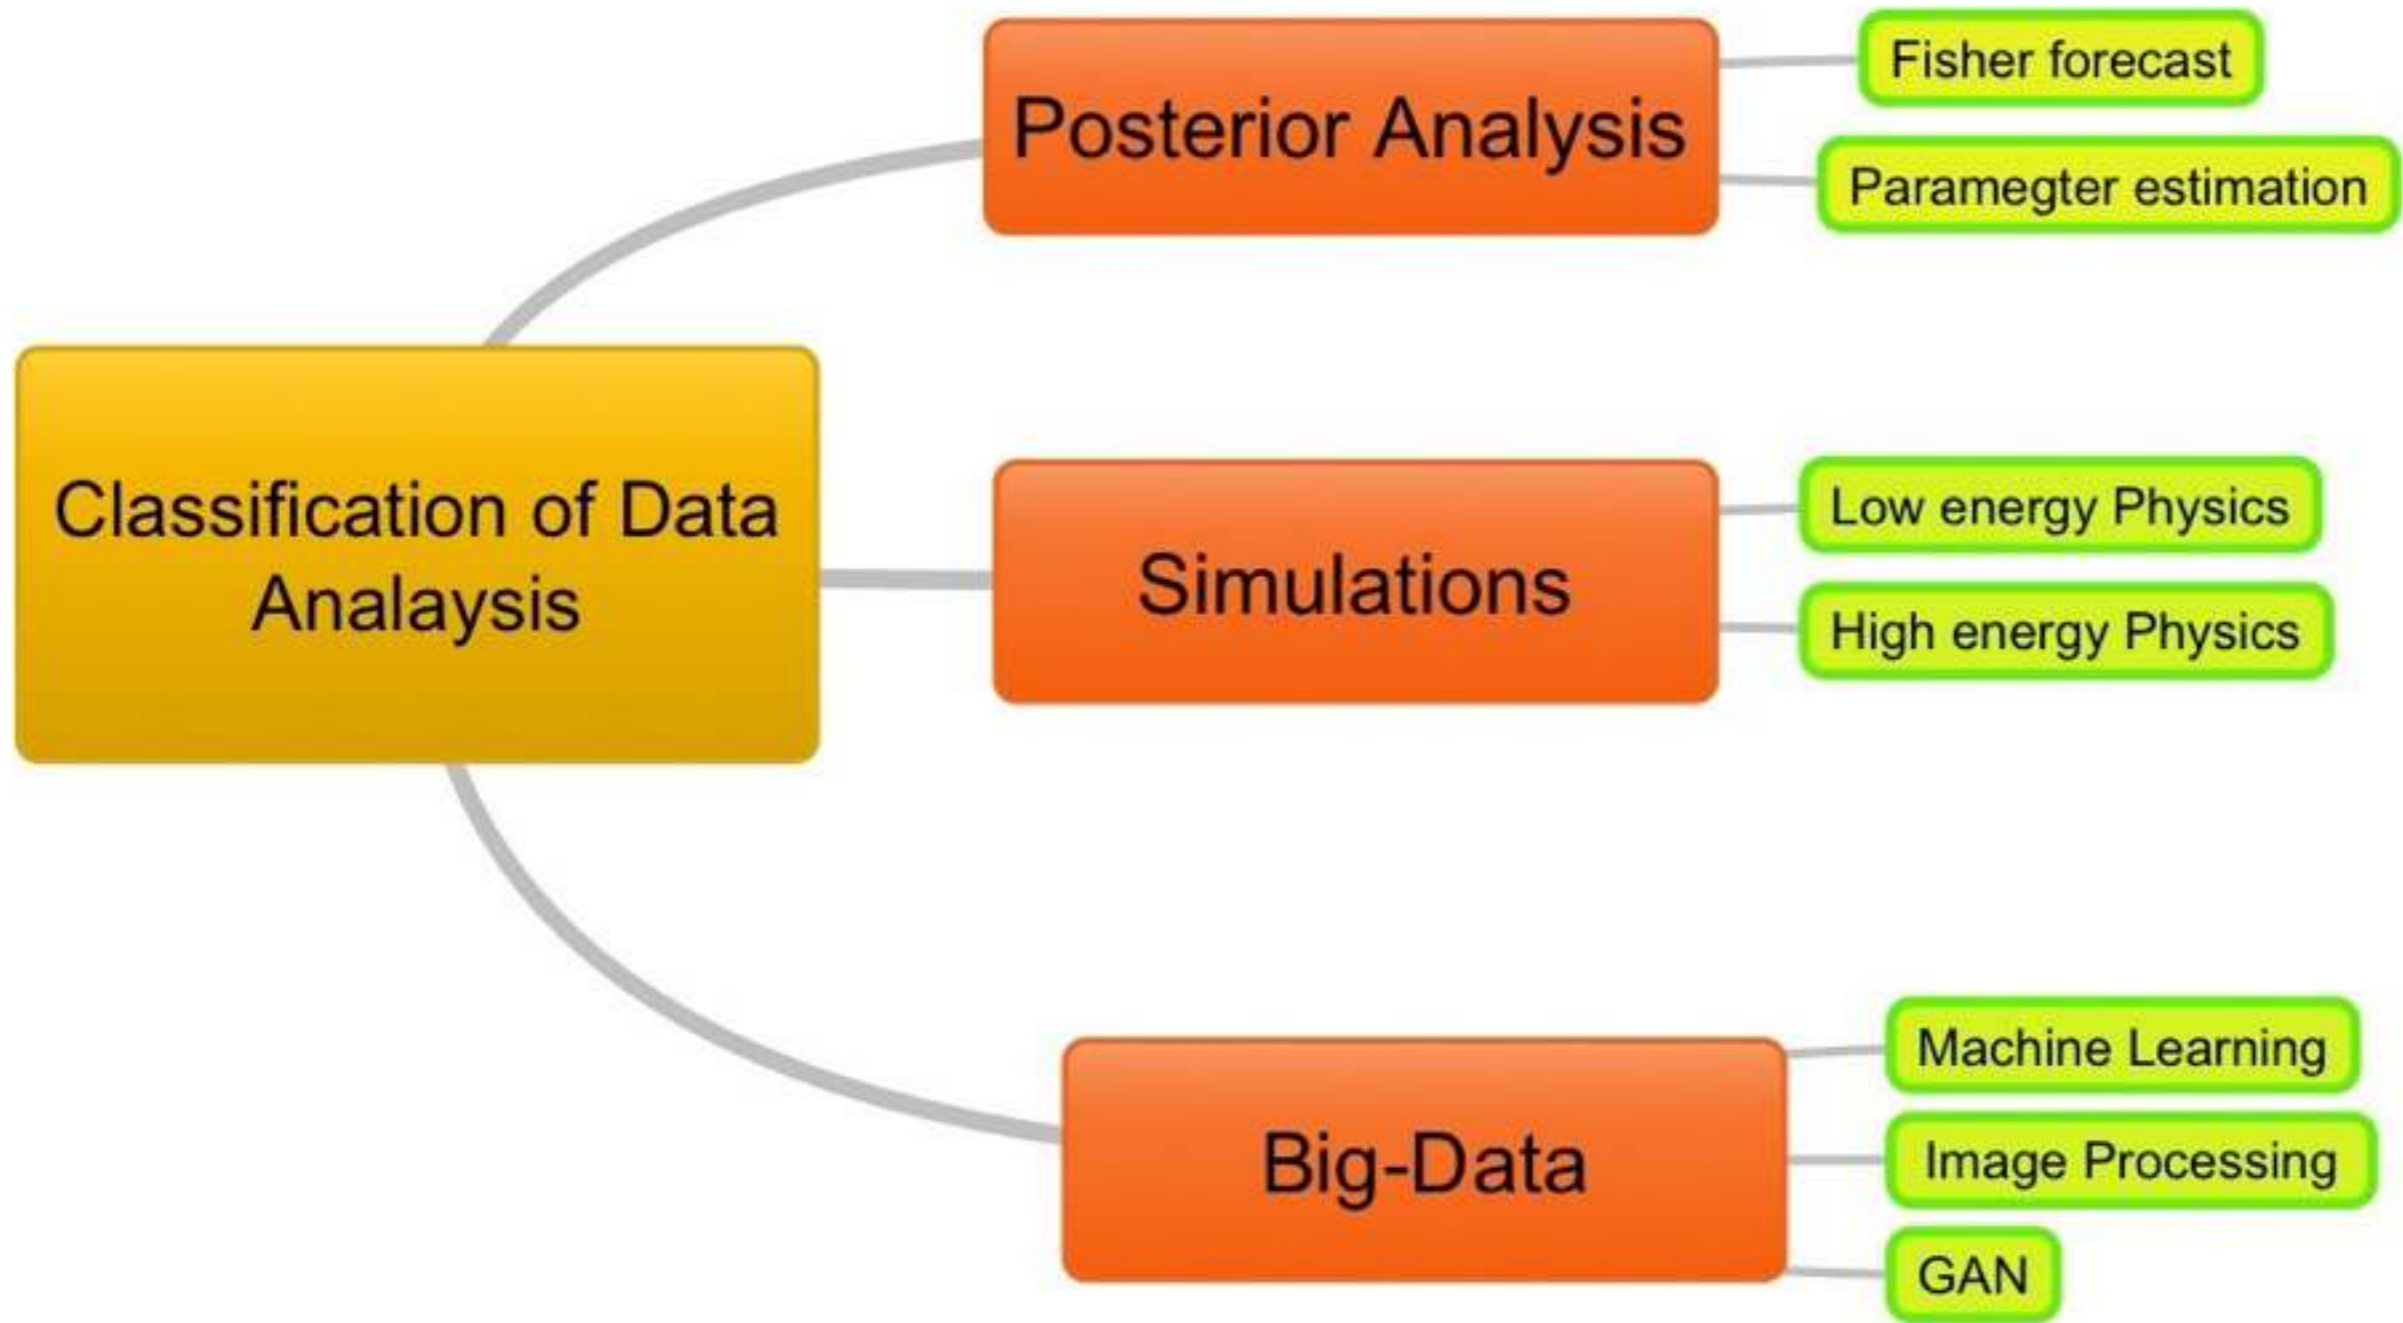 Posterior Analysis
Fisher forecast
Paramegter estimation
Classification of Data
Analaysis
Simulations
Low energy Physics
High energy Physics
Big-Data
Machine Learning
Image Processing
GAN